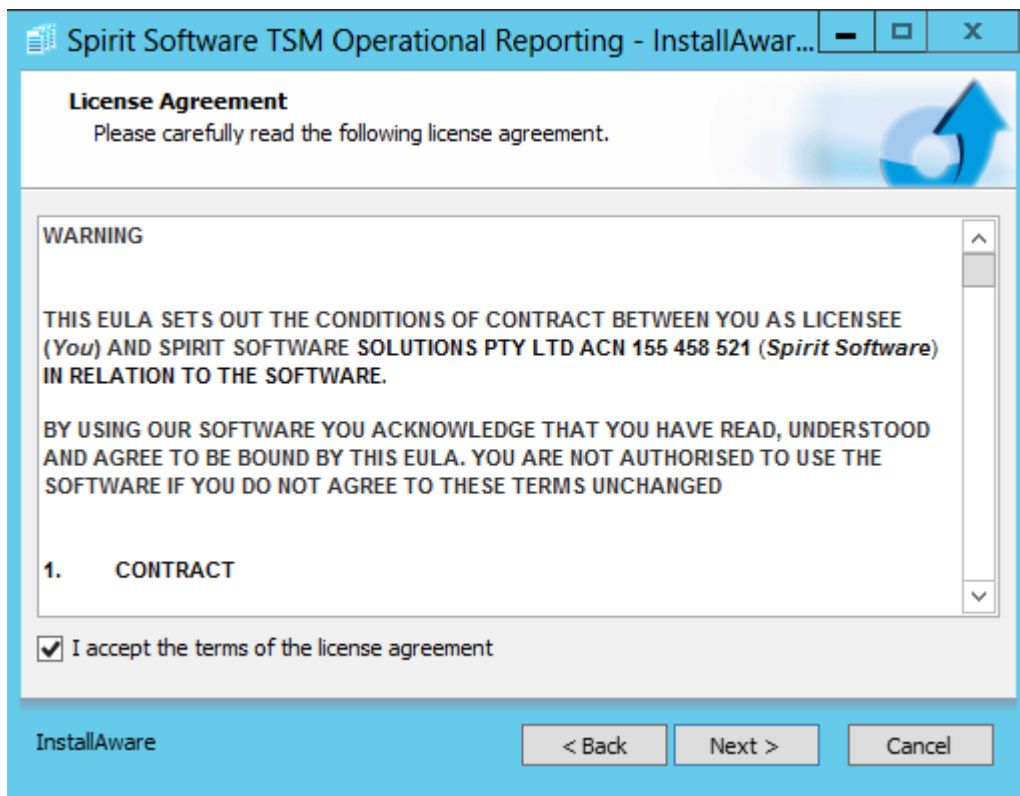 Spirit Software TSM Operational Reporting - InstallAwar...
License Agreement
Please carefully read the following license agreement.
WARNING
THIS EULA SETS OUT THE CONDITIONS OF CONTRACT BETWEEN YOU AS LICENSEE
(You) AND SPIRIT SOFTWARE SOLUTIONS PTY LTD ACN 155 458 521 (Spirit Software)
IN RELATION TO THE SOFTWARE.
BY USING OUR SOFTWARE YOU ACKNOWLEDGE THAT YOU HAVE READ, UNDERSTOOD
AND AGREE TO BE BOUND BY THIS EULA. YOU ARE NOT AUTHORISED TO USE THE
SOFTWARE IF YOU DO NOT AGREE TO THESE TERMS UNCHANGED
1. CONTRACT
I accept the terms of the license agreement
InstallAware
< Back
Next >
Cancel